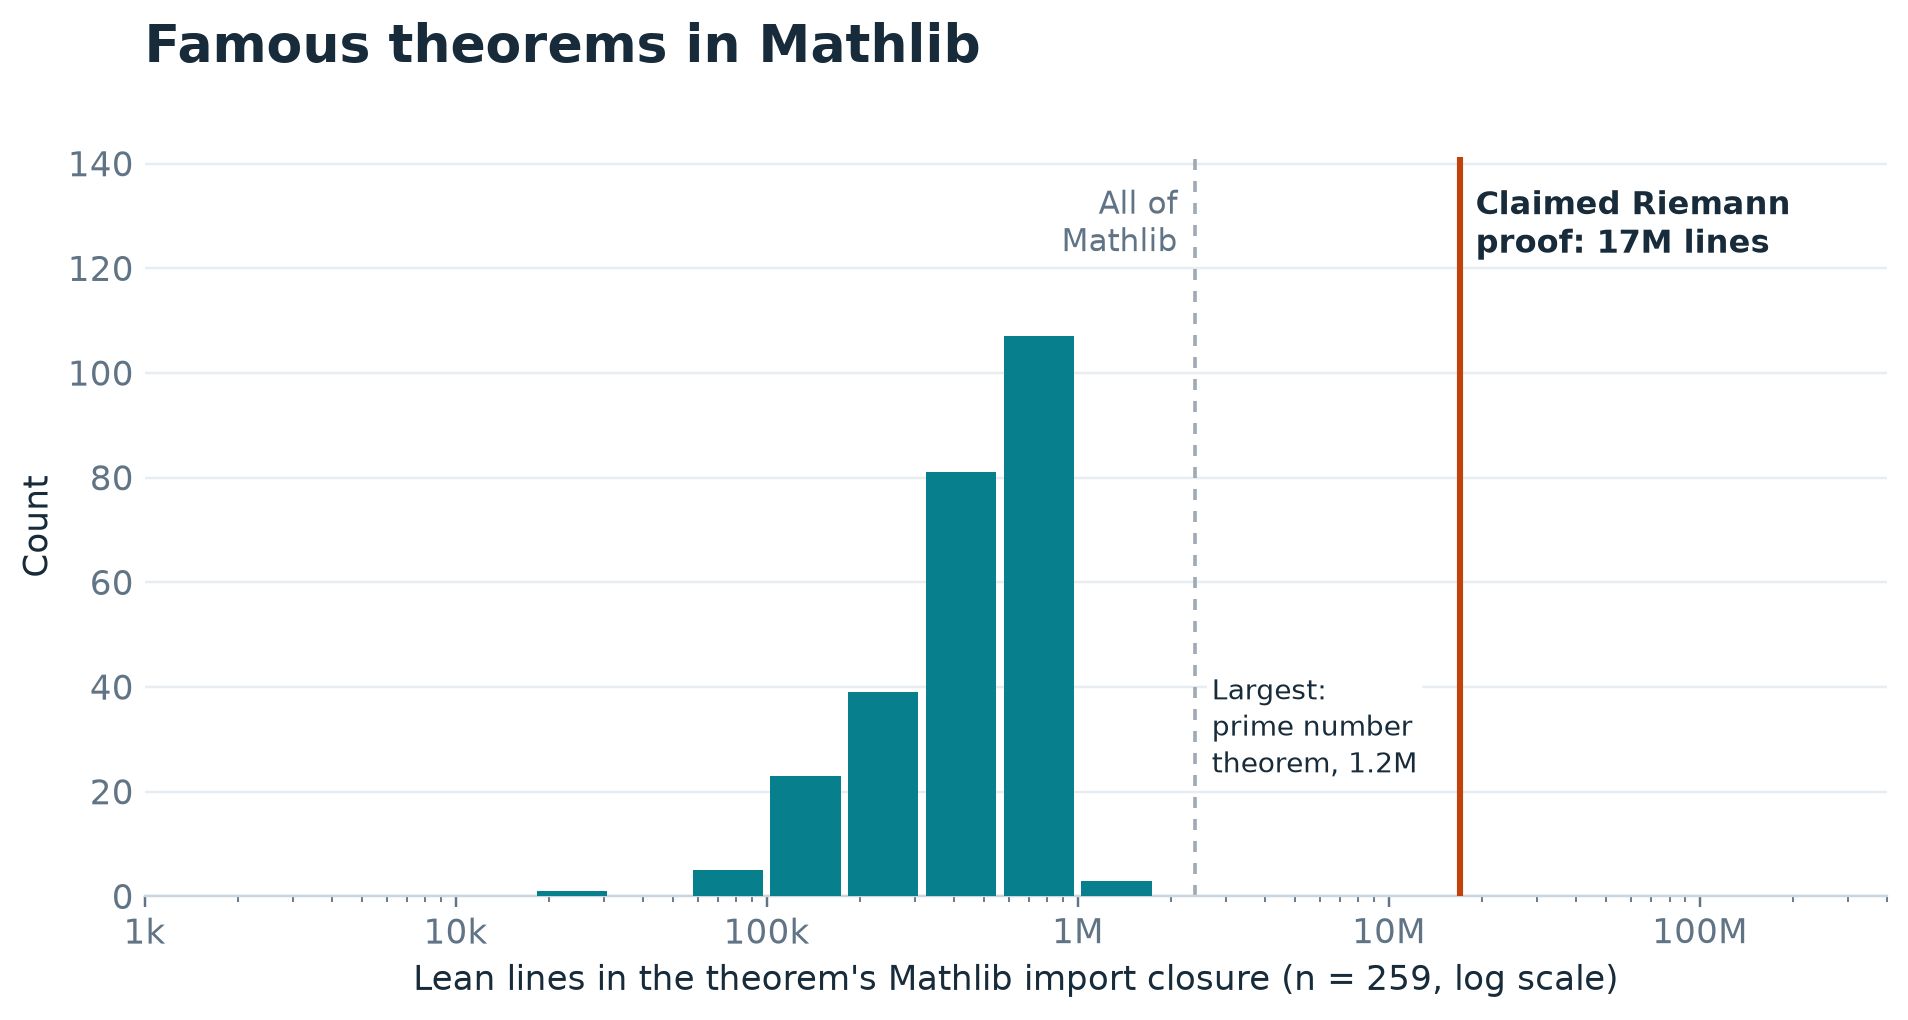 Famous theorems in Mathlib
140
120
100
80
60
40
20
0
Count
All of
Mathlib
Claimed Riemann
proof: 17M lines
Largest:
prime number
theorem, 1.2M
1k
10k
100k
1M
10M
100M
Lean lines in the theorem's Mathlib import closure (n = 259, log scale)